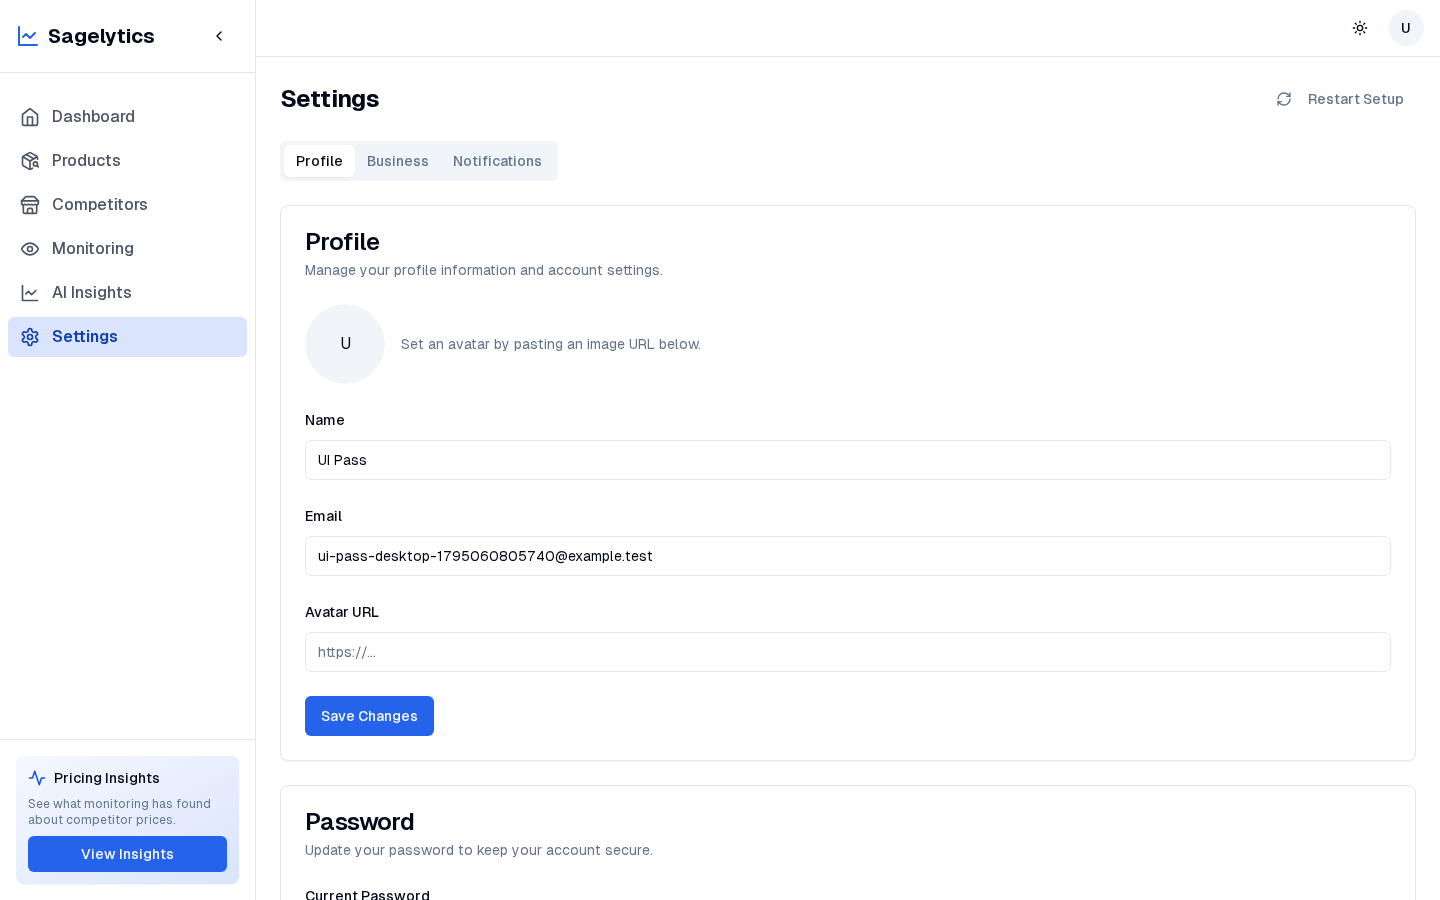 Sagelytics
U
Dashboard
Products
Competitors
Monitoring
AI Insights
Settings
Pricing Insights
See what monitoring has found
about competitor prices.
View Insights
Settings
Restart Setup
Profile
Business
Notifications
Profile
Manage your profile information and account settings.
U
Set an avatar by pasting an image URL below.
Name
UI Pass
Email
ui-pass-desktop-1795060805740@example.test
Avatar URL
https://...
Save Changes
Password
Update your password to keep your account secure.
Current Password